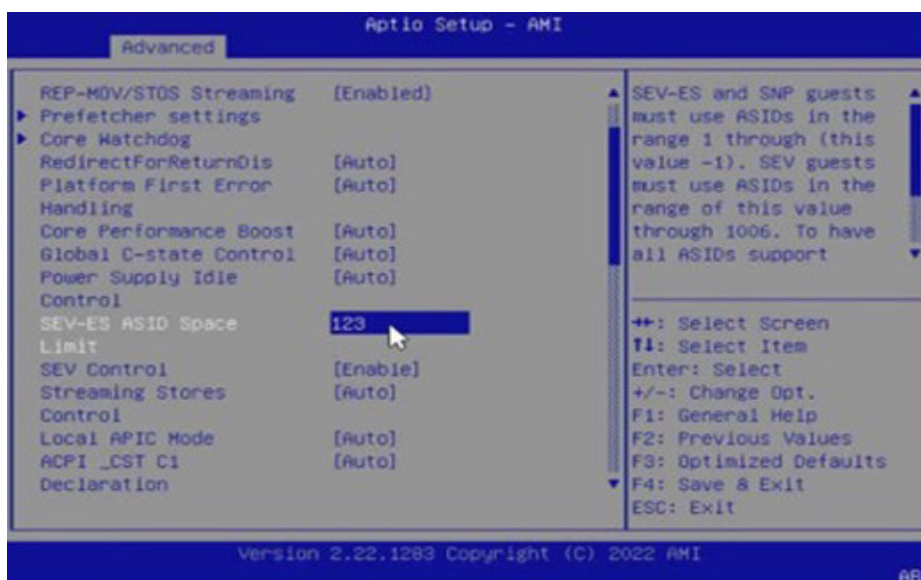 Aptio Setup - AMI
Advanced
REP-MOV/STOS Streaming [Enabled]
Prefetcher settings
Core Watchdog
RedirectForReturnDis [Auto]
Platform First Error [Auto]
Handling
Core Performance Boost [Auto]
Global C-state Control [Auto]
Power Supply Idle [Auto]
Control
SEV-ES ASID Space 123
Limit
SEV Control [Enable]
Streaming Stores [Auto]
Control
Local APIC Mode [Auto]
ACPI _CST C1 [Auto]
Declaration
SEV-ES and SNP guests
must use ASIDs in the
range 1 through (this
value -1). SEV guests
must use ASIDs in the
range of this value
through 1006. To have
all ASIDs support
→←: Select Screen
↑↓: Select Item
Enter: Select
+/-: Change Opt.
F1: General Help
F2: Previous Values
F3: Optimized Defaults
F4: Save & Exit
ESC: Exit
Version 2.22.1283 Copyright (C) 2022 AMI